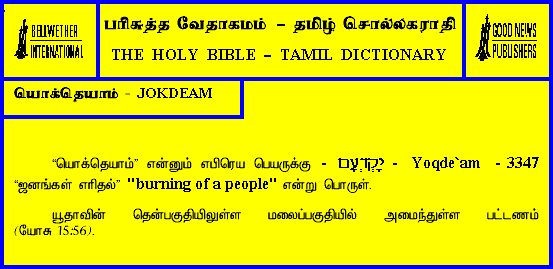 BELLWETHER
INTERNATIONAL
பரிசுத்த வேதாகமம் – தமிழ் சொல்லகராதி
THE HOLY BIBLE – TAMIL DICTIONARY
GOOD NEWS
PUBLISHERS
யொக்தெயாம் - JOKDEAM
“யொக்தெயாம்” என்னும் எபிரெய பெயருக்கு - יָקְדְעָם - Yoqde`am - 3347
“ஜனங்கள் எரிதல்” "burning of a people" என்று பொருள்.
யூதாவின் தென்பகுதியிலுள்ள மலைப்பகுதியில் அமைந்துள்ள பட்டணம்
(யோசு 15:56).